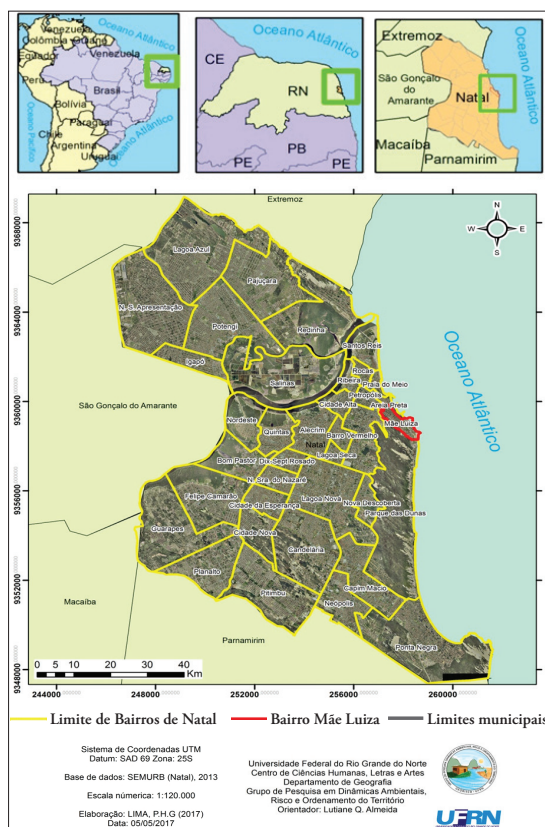 Oceano Atlântico
Venezuela
Colômbia
Guiana
Equador
Venezuela
Peru
Brasil
Bolívia
Paraguai
Chile
Argentina
Uruguai
Oceano Pacífico
Oceano Atlântico
Oceano Atlântico
CE
RN
PB
PE
PE
Extremoz
Oceano Atlântico
São Gonçalo
do
Amarante
Natal
Macaíba
Parnamirim
Extremoz
N
W
E
S
9368000
9364000
9360000
9356000
9352000
9348000
Lagoa Azul
Pajuçara
N. S. Apresentação
Potengi
Redinha
Igapó
Salinas
Santos Reis
Rocas
Ribeira
Praia do Meio
Petrópolis
Cidade Alta
Areia Preta
Mãe Luiza
São Gonçalo do Amarante
Oceano Atlântico
Nordeste
Quintas
Alecrim
Natal
Barro Vermelho
Lagoa Seca
Bom Pastor
Dix-Sept Rosado
N. Sra. do Nazaré
Felipe Camarão
Cidade da Esperança
Lagoa Nova
Nova Descoberta
Parque das Dunas
Guarapes
Cidade Nova
Candelária
Planalto
Pitimbu
Capim Macio
Neópolis
Ponta Negra
Macaíba
Parnamirim
0 5 10 20 30 40
Km
244000 248000 252000 256000 260000
Limite de Bairros de Natal Bairro Mãe Luiza Limites municipais
Sistema de Coordenadas UTM
Datum: SAD 69 Zona: 25S
Base de dados: SEMURB (Natal), 2013
Escala númerica: 1:120.000
Elaboração: LIMA, P.H.G (2017)
Data: 05/05/2017
Universidade Federal do Rio Grande do Norte
Centro de Ciências Humanas, Letras e Artes
Departamento de Geografia
Grupo de Pesquisa em Dinâmicas Ambientais,
Risco e Ordenamento do Território
Orientador: Lutiane Q. Almeida
UFRN